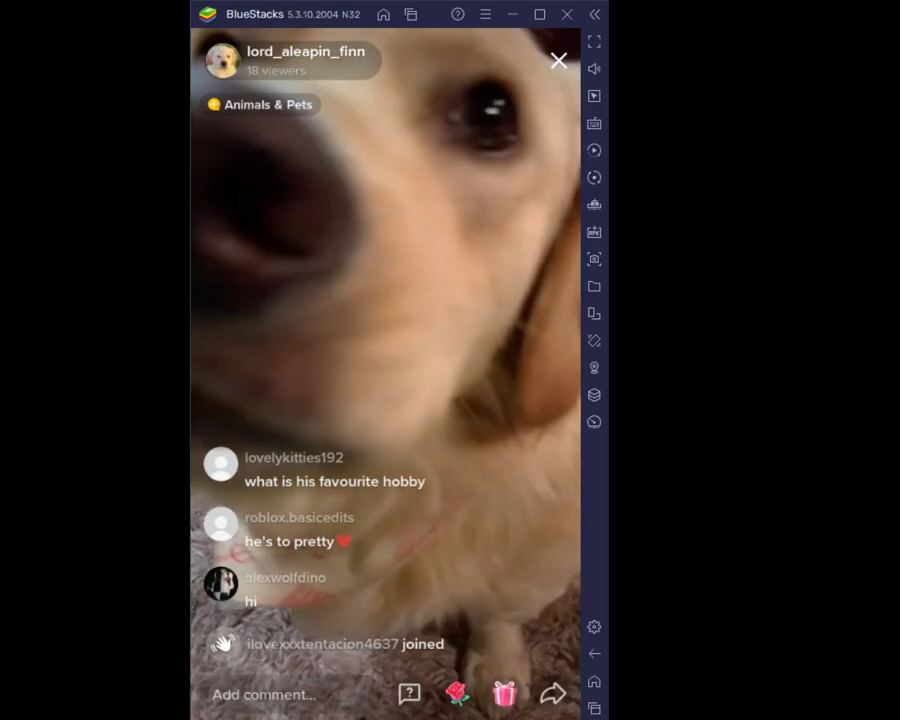 BlueStacks 5.3.10.2004 N32
lord_aleapin_finn
18 viewers
Animals & Pets
lovelykitties192
what is his favourite hobby
roblox.basicedits
he's to pretty❤️
alexwolfdino
hi
ilovexxxtentacion4637 joined
Add comment...